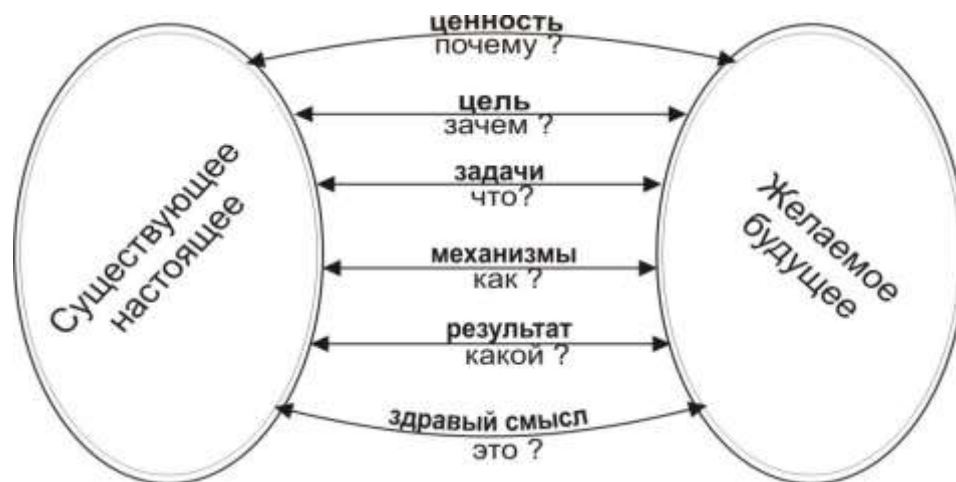 ценность
почему ?
цель
зачем ?
задачи
что?
механизмы
как ?
результат
какой ?
здравый смысл
это ?
Существующее
настоящее
Желаемое
будущее